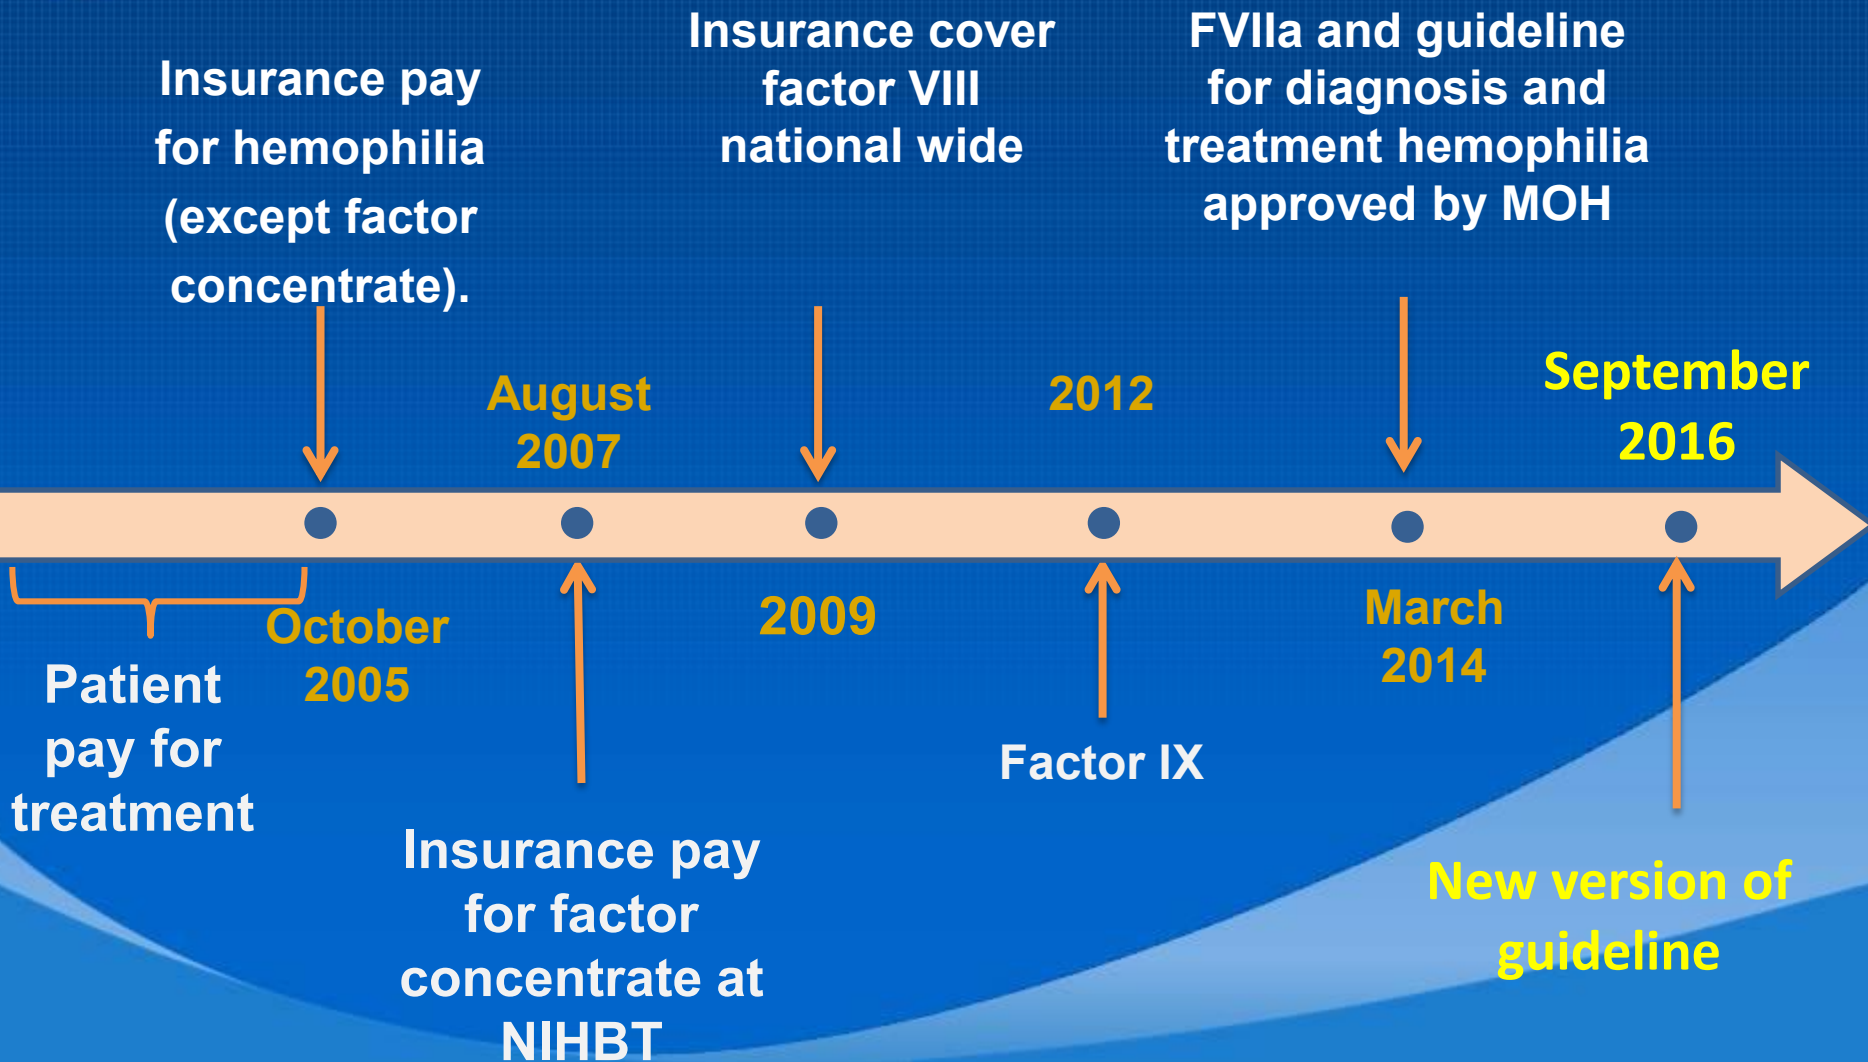 Insurance pay
for hemophilia
(except factor
concentrate).
Insurance cover
factor VIII
national wide
FVIIa and guideline
for diagnosis and
treatment hemophilia
approved by MOH
August
2007
2012
September
2016
October
2005
2009
March
2014
Patient
pay for
treatment
Insurance pay
for factor
concentrate at
NIHBT
Factor IX
New version of
guideline